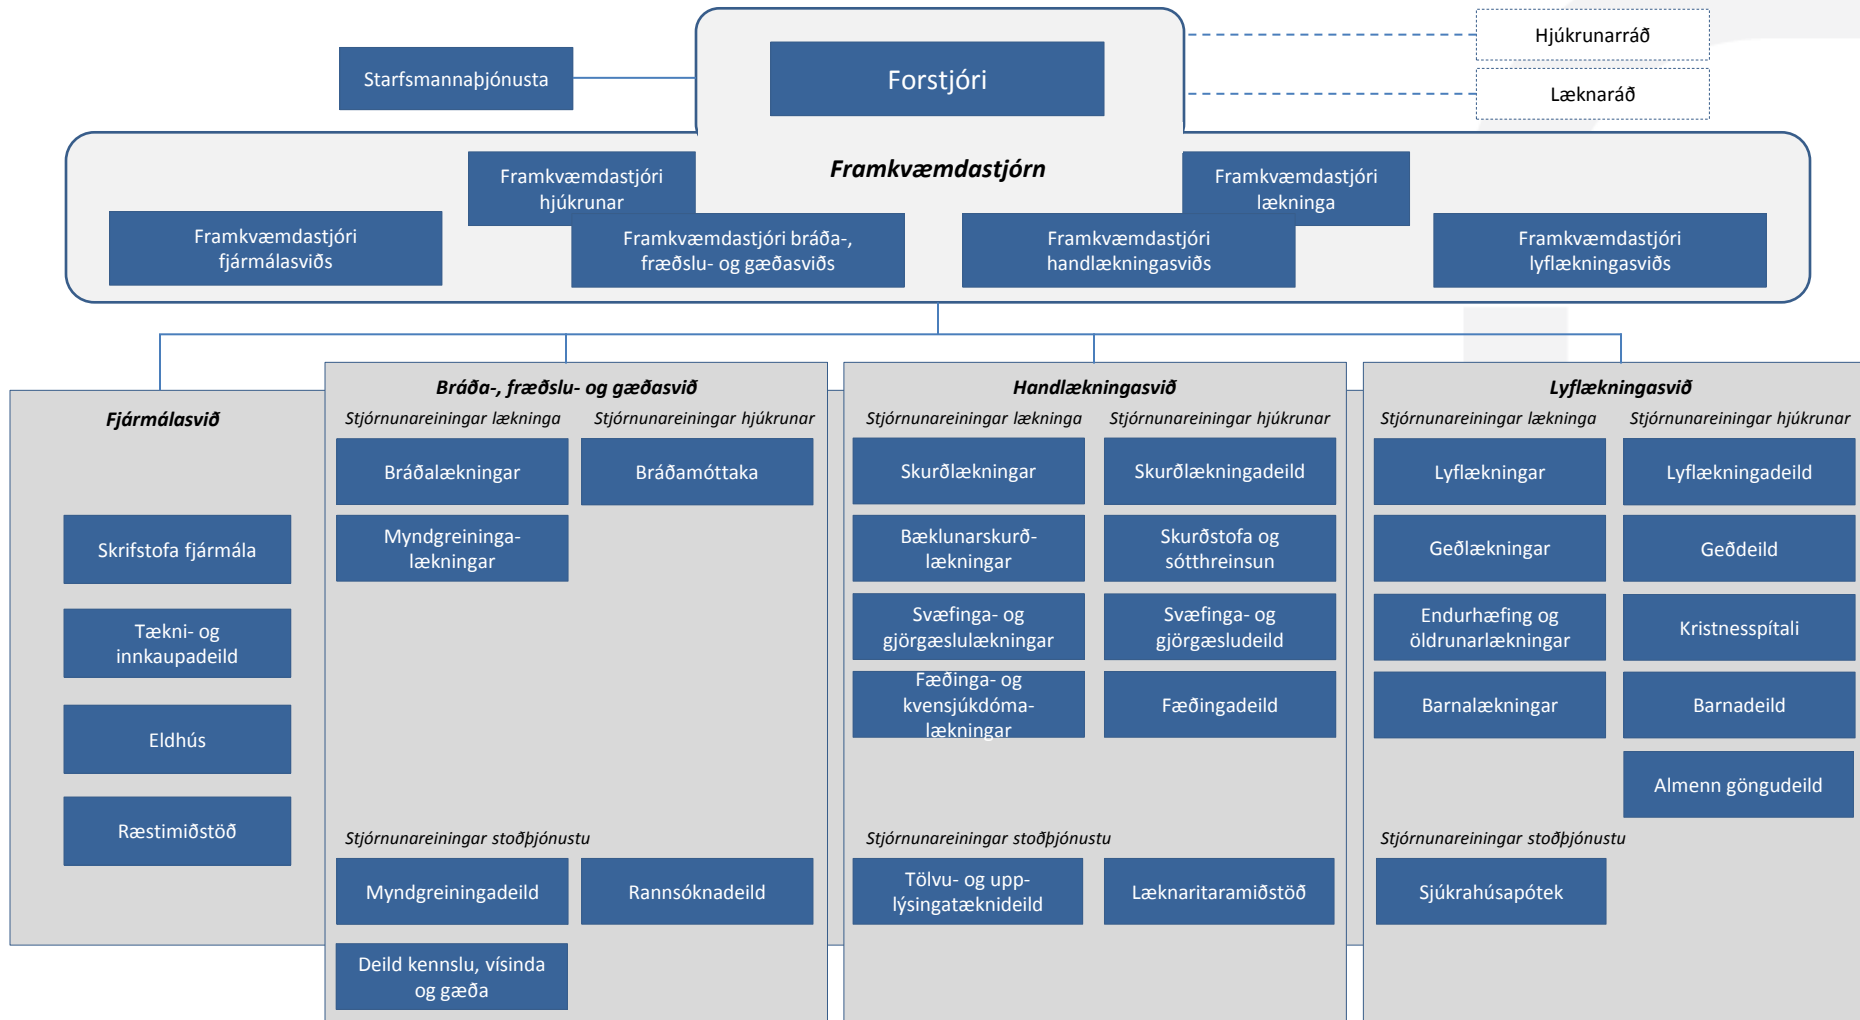 Hjúkrunarráð
Starfsmannaþjónusta
Forstjóri
Læknaráð
Framkvæmdastjórn
Framkvæmdastjóri
hjúkrunar
Framkvæmdastjóri
lækninga
Framkvæmdastjóri
fjármálasviðs
Framkvæmdastjóri bráða-,
fræðslu- og gæðasviðs
Framkvæmdastjóri
handlækningasviðs
Framkvæmdastjóri
lyflækningasviðs
Fjármálasvið
Skrifstofa fjármála
Tækni- og
innkaupadeild
Eldhús
Ræstimiðstöð
Bráða-, fræðslu- og gæðasvið
Stjórnunareiningar lækninga
Stjórnunareiningar hjúkrunar
Bráðalækningar
Bráðamóttaka
Myndgreininga-
lækningar
Stjórnunareiningar stoðþjónustu
Myndgreiningadeild
Rannsóknadeild
Deild kennslu, vísinda
og gæða
Handlækningasvið
Stjórnunareiningar lækninga
Stjórnunareiningar hjúkrunar
Skurðlækningar
Skurðlækningadeild
Bæklunarskurð-
lækningar
Skurðstofa og
sótthreinsun
Svæfinga- og
gjörgæslulækningar
Svæfinga- og
gjörgæsludeild
Fæðinga- og
kvensjúkdóma-
lækningar
Fæðingadeild
Stjórnunareiningar stoðþjónustu
Tölvu- og upp-
lýsingatæknideild
Læknaritaramiðstöð
Lyflækningasvið
Stjórnunareiningar lækninga
Stjórnunareiningar hjúkrunar
Lyflækningar
Lyflækningadeild
Geðlækningar
Geðdeild
Endurhæfing og
öldrunarlækningar
Kristnesspítali
Barnalækningar
Barnadeild
Almenn göngudeild
Stjórnunareiningar stoðþjónustu
Sjúkrahúsapótek